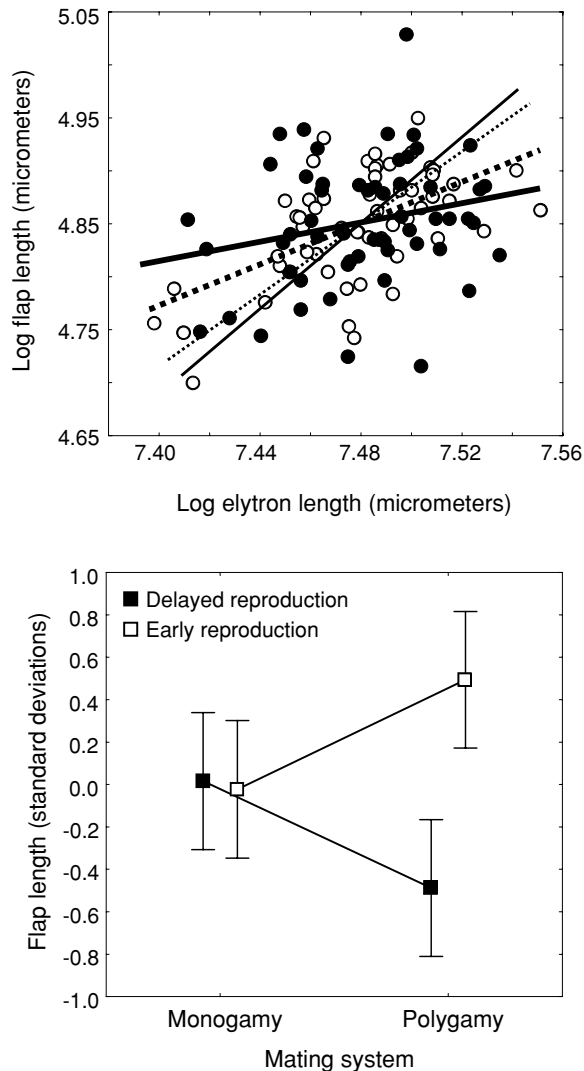 5.05
4.95
4.85
4.75
4.65
Log flap length (micrometers)
7.40 7.44 7.48 7.52 7.56
Log elytron length (micrometers)
1.0
0.8
0.6
0.4
0.2
0.0
-0.2
-0.4
-0.6
-0.8
-1.0
Flap length (standard deviations)
Delayed reproduction
Early reproduction
Monogamy Polygamy
Mating system